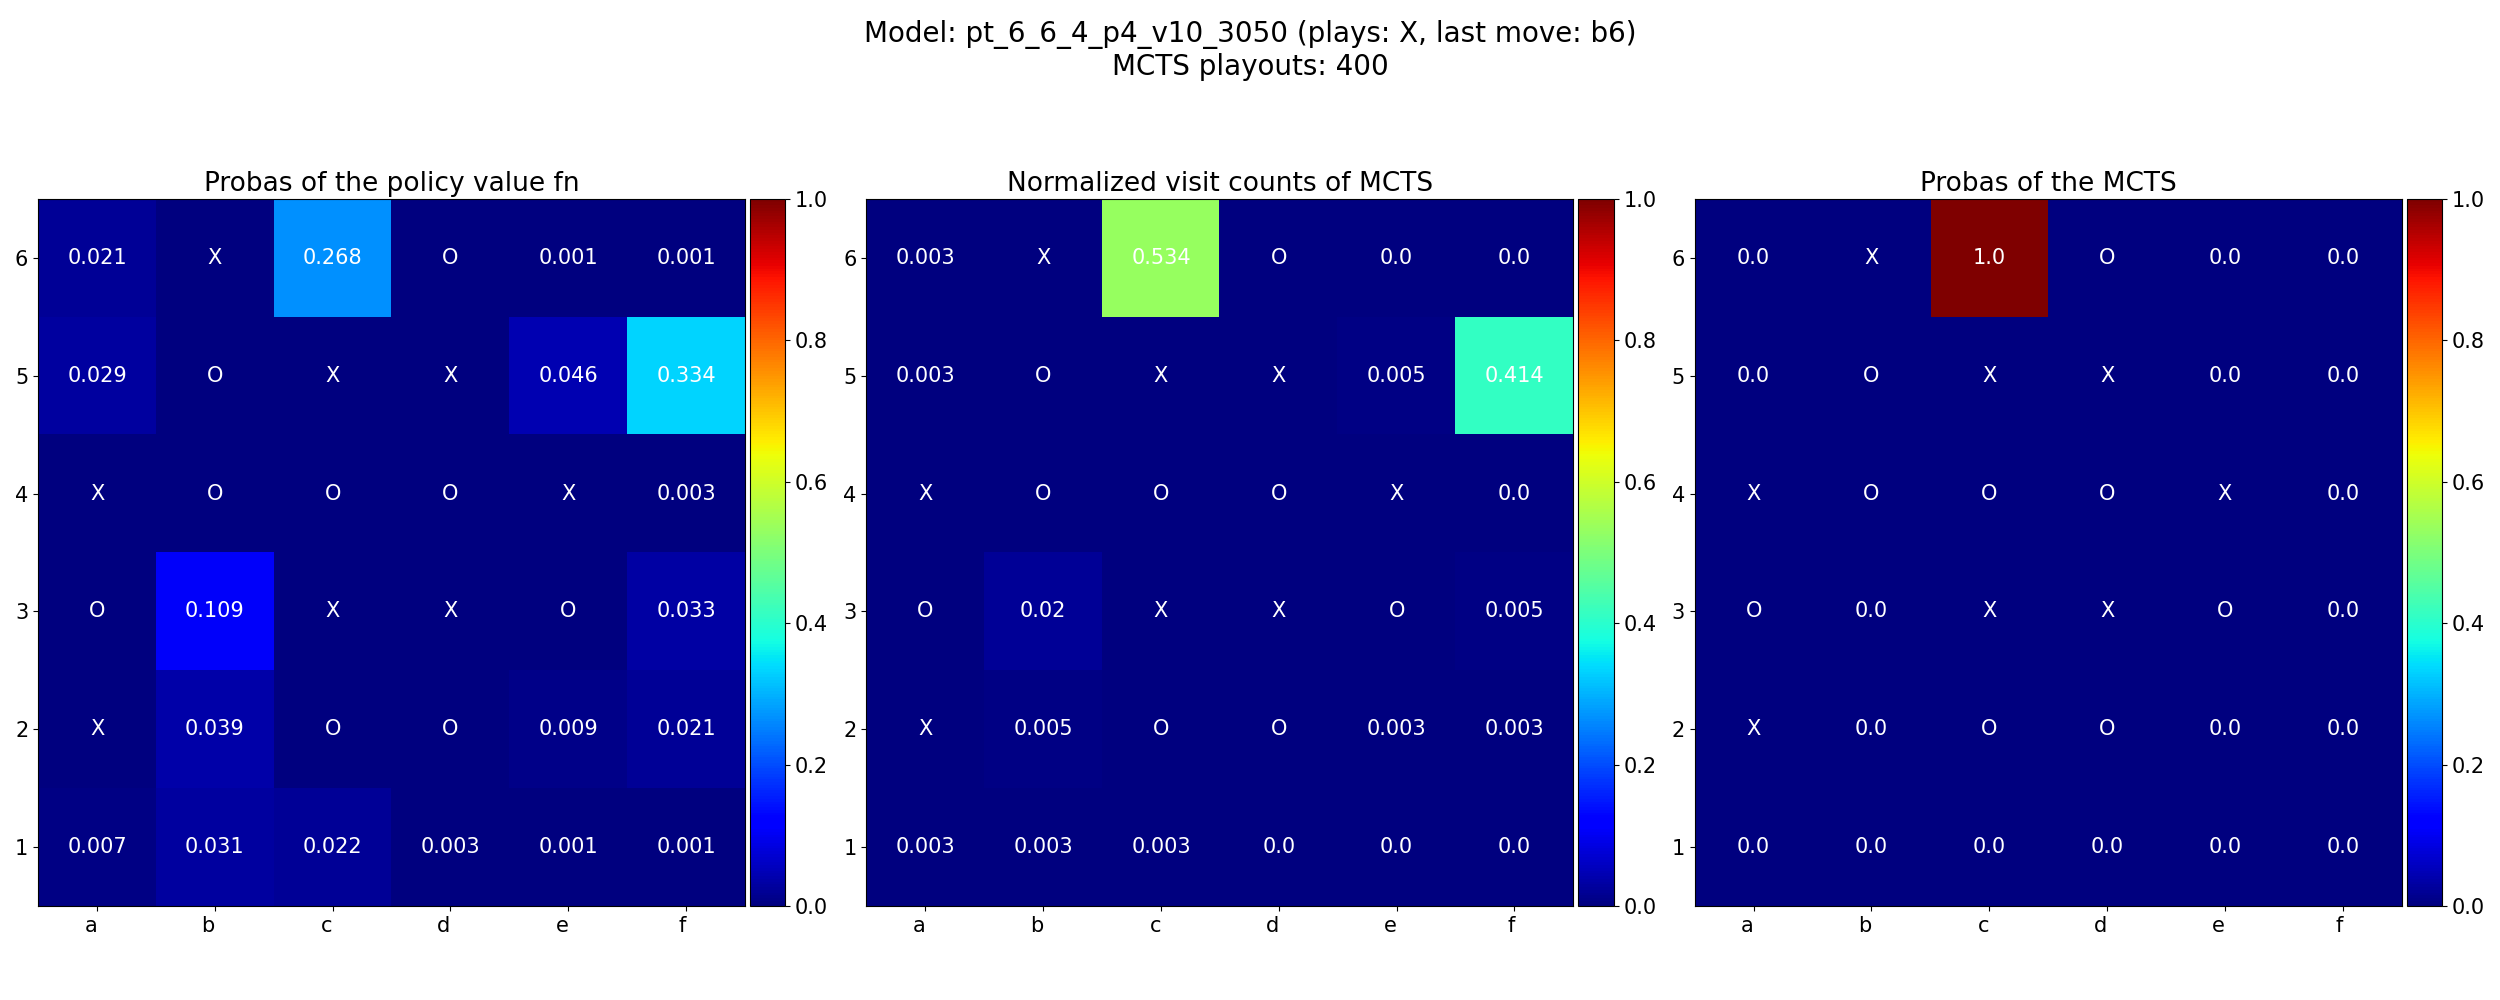 Model: pt_6_6_4_p4_v10_3050 (plays: X, last move: b6)
MCTS playouts: 400
Probas of the policy value fn
6 0.021 X 0.268 O 0.001 0.001
5 0.029 O X X 0.046 0.334
4 X O O O X 0.003
3 O 0.109 X X O 0.033
2 X 0.039 O O 0.009 0.021
1 0.007 0.031 0.022 0.003 0.001 0.001
a b c d e f
1.0
0.8
0.6
0.4
0.2
0.0
Normalized visit counts of MCTS
6 0.003 X 0.534 O 0.0 0.0
5 0.003 O X X 0.005 0.414
4 X O O O X 0.0
3 O 0.02 X X O 0.005
2 X 0.005 O O 0.003 0.003
1 0.003 0.003 0.003 0.0 0.0 0.0
a b c d e f
1.0
0.8
0.6
0.4
0.2
0.0
Probas of the MCTS
6 0.0 X 1.0 O 0.0 0.0
5 0.0 O X X 0.0 0.0
4 X O O O X 0.0
3 O 0.0 X X O 0.0
2 X 0.0 O O 0.0 0.0
1 0.0 0.0 0.0 0.0 0.0 0.0
a b c d e f
1.0
0.8
0.6
0.4
0.2
0.0